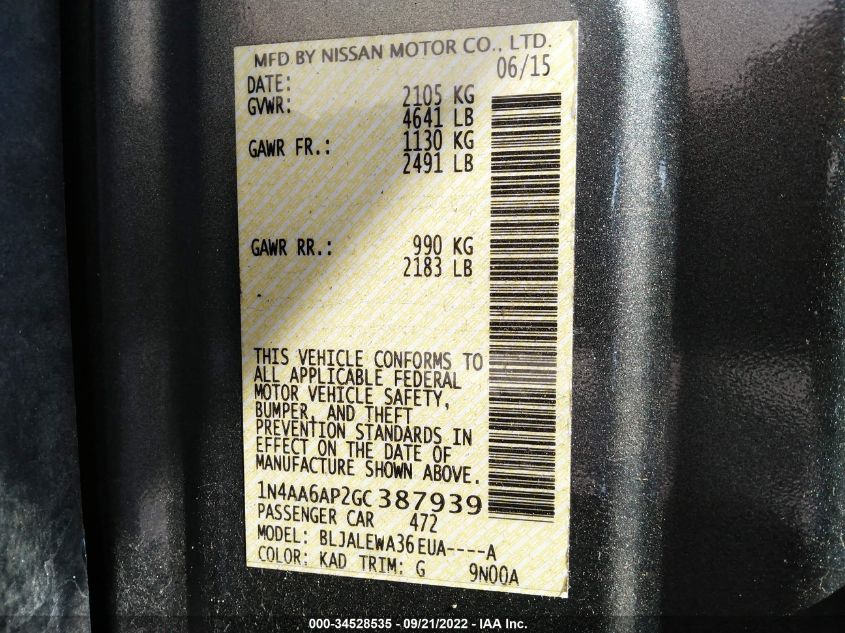 MFD BY NISSAN MOTOR CO., LTD.
DATE: 06/15
GVWR: 2105 KG
4641 LB
GAWR FR.: 1130 KG
2491 LB
GAWR RR.: 990 KG
2183 LB
THIS VEHICLE CONFORMS TO
ALL APPLICABLE FEDERAL
MOTOR VEHICLE SAFETY,
BUMPER, AND THEFT
PREVENTION STANDARDS IN
EFFECT ON THE DATE OF
MANUFACTURE SHOWN ABOVE.
1N4AA6AP2GC387939
PASSENGER CAR 472
MODEL: BLJALEWA36EUA----A
COLOR: KAD TRIM: G 9N00A
000-34528535 - 09/21/2022 - IAA Inc.